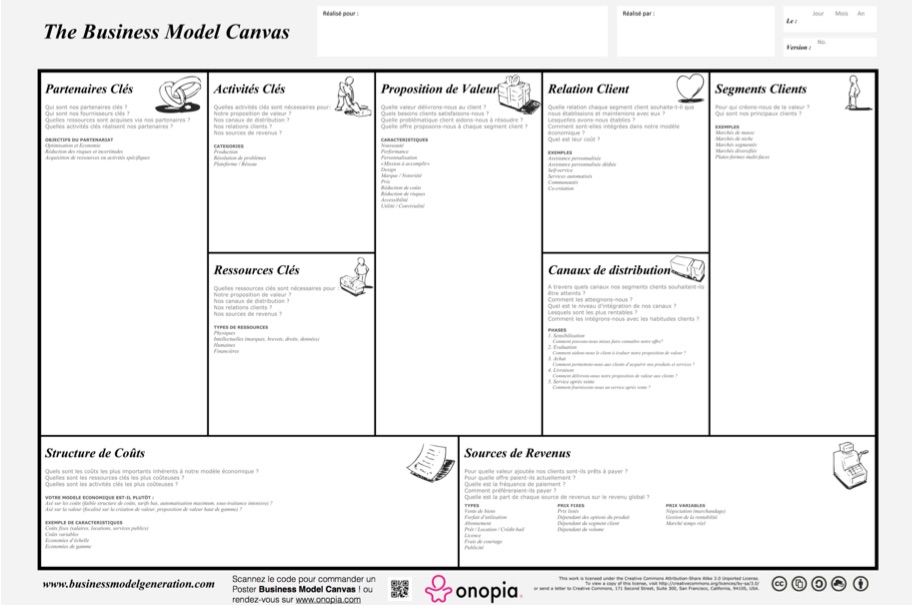 The Business Model Canvas
Réalisé pour :
Réalisé par :
Le :
Jour Mois An
Version :
No.
Partenaires Clés
Qui sont nos partenaires clés ?
Qui sont nos fournisseurs clés ?
Quelles ressources sont acquises via nos partenaires ?
Quelles activités clés réalisent nos partenaires ?
OBJECTIFS DU PARTENARIAT
Optimisation et Economie
Réduction des risques et incertitudes
Acquisition de ressources ou activités spécifiques
Activités Clés
Quelles activités clés sont nécessaires pour:
Notre proposition de valeur ?
Nos canaux de distribution ?
Nos relations clients ?
Nos sources de revenus ?
CATEGORIES
Production
Résolution de problèmes
Plateforme / Réseau
Ressources Clés
Quelles ressources clés sont nécessaires pour
Notre proposition de valeur ?
Nos canaux de distribution ?
Nos relations clients ?
Nos sources de revenus ?
TYPES DE RESSOURCES
Physiques
Intellectuelles (marques, brevets, droits, données)
Humaines
Financières
Proposition de Valeur
Quelle valeur délivrons-nous au client ?
Quels besoins clients satisfaisons-nous ?
Quelle problématique client aidons-nous à résoudre ?
Quelle offre proposons-nous à chaque segment client ?
CARACTERISTIQUES
Nouveauté
Performance
Personnalisation
«Mission à accomplir»
Design
Marque / Notoriété
Prix
Réduction de coûts
Réduction de risques
Accessibilité
Utilité / Convivialité
Relation Client
Quelle relation chaque segment client souhaite-t-il que
nous établissions et maintenions avec eux ?
Lesquelles avons-nous établies ?
Comment sont-elles intégrées dans notre modèle
économique ?
Quel est leur coût ?
EXEMPLES
Assistance personnalisée
Assistance personnalisée dédiée
Self-service
Services automatisés
Communautés
Co-création
Canaux de distribution
A travers quels canaux nos segments clients souhaitent-ils
être atteints ?
Comment les atteignons-nous ?
Quel est le niveau d'intégration de nos canaux ?
Lesquels sont les plus rentables ?
Comment les intégrons-nous avec les habitudes clients ?
PHASES
1. Sensibilisation
Comment pouvons-nous mieux faire connaître notre offre?
2. Evaluation
Comment aidons-nous le client à évaluer notre proposition de valeur ?
3. Achat
Comment permettons-nous aux clients d'acquérir nos produits et services ?
4. Livraison
Comment délivrons-nous notre proposition de valeur aux clients ?
5. Service après vente
Comment fournissons-nous un service après vente ?
Segments Clients
Pour qui créons-nous de la valeur ?
Qui sont nos principaux clients ?
EXEMPLES
Marchés de masse
Marchés de niche
Marchés segmentés
Marchés diversifiés
Plates-formes multi-faces
Structure de Coûts
Quels sont les coûts les plus importants inhérents à notre modèle économique ?
Quelles sont les ressources clés les plus coûteuses ?
Quelles sont les activités clés les plus coûteuses ?
VOTRE MODELE ECONOMIQUE EST-IL PLUTÔT :
Axé sur les coûts (faible structure de coûts, tarifs bas, automatisation maximum, sous-traitance intensive) ?
Axé sur la valeur (focalisé sur la création de valeur, proposition de valeur haut de gamme) ?
EXEMPLE DE CARACTERISTIQUES
Coûts fixes (salaires, locations, services publics)
Coûts variables
Economies d'échelle
Economies de gamme
Sources de Revenus
Pour quelle valeur ajoutée nos clients sont-ils prêts à payer ?
Pour quelle offre paient-ils actuellement ?
Quelle est la fréquence de paiement ?
Comment préfèreraient-ils payer ?
Quelle est la part de chaque source de revenus sur le revenu global ?
TYPES
Vente de bien
Forfait d'utilisation
Abonnement
Prêt / Location / Crédit-bail
Licence
Frais de courtage
Publicité
PRIX FIXES
Prix listés
Dépendant des options du produit
Dépendant du segment client
Dépendant du volume
PRIX VARIABLES
Négociation (marchandage)
Gestion de la rentabilité
Marché temps réel
www.businessmodelgeneration.com
Scannez le code pour commander un
Poster Business Model Canvas ! ou
rendez-vous sur www.onopia.com
onopia.
This work is licensed under the Creative Commons Attribution-Share Alike 3.0 Unported License.
To view a copy of this license, visit http://creativecommons.org/licenses/by-sa/3.0/
or send a letter to Creative Commons, 171 Second Street, Suite 300, San Francisco, California, 94105, USA.